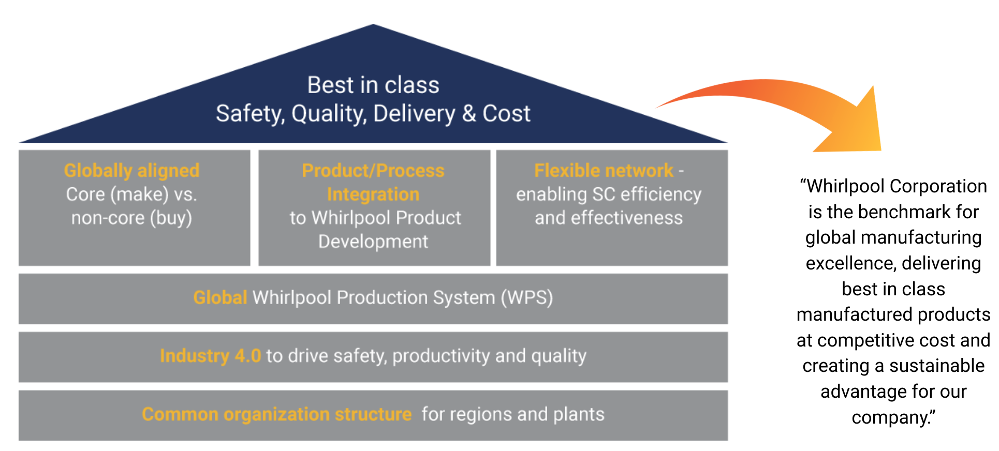 Best in class
Safety, Quality, Delivery & Cost
Globally aligned
Core (make) vs.
non-core (buy)
Product/Process
Integration
to Whirlpool Product
Development
Flexible network -
enabling SC efficiency
and effectiveness
Global Whirlpool Production System (WPS)
Industry 4.0 to drive safety, productivity and quality
Common organization structure for regions and plants
“Whirlpool Corporation
is the benchmark for
global manufacturing
excellence, delivering
best in class
manufactured products
at competitive cost and
creating a sustainable
advantage for our
company.”